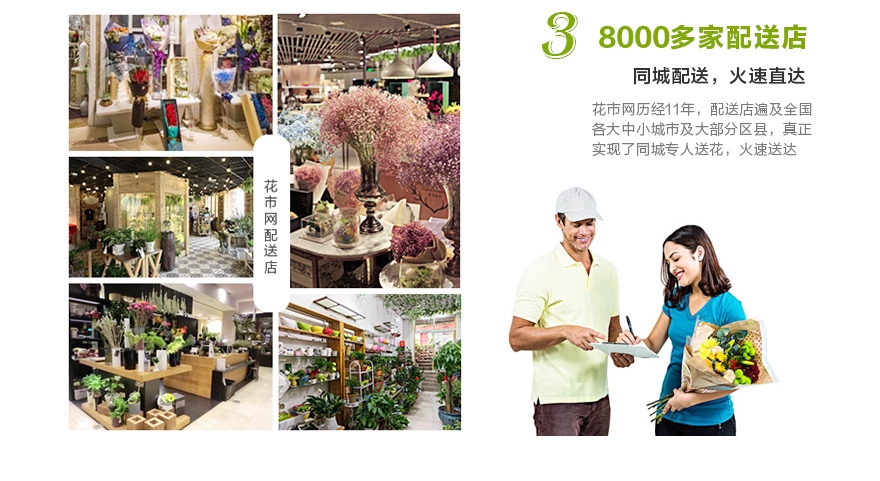 花市网配送店
3 8000多家配送店
同城配送，火速直达
花市网历经11年，配送店遍及全国
各大中小城市及大部分区县，真正
实现了同城专人送花，火速送达